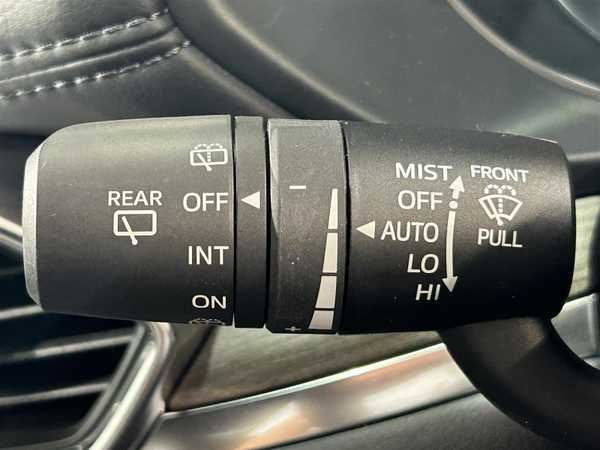 REAR
OFF
INT
ON
−
+
MIST
OFF
AUTO
LO
HI
FRONT
PULL